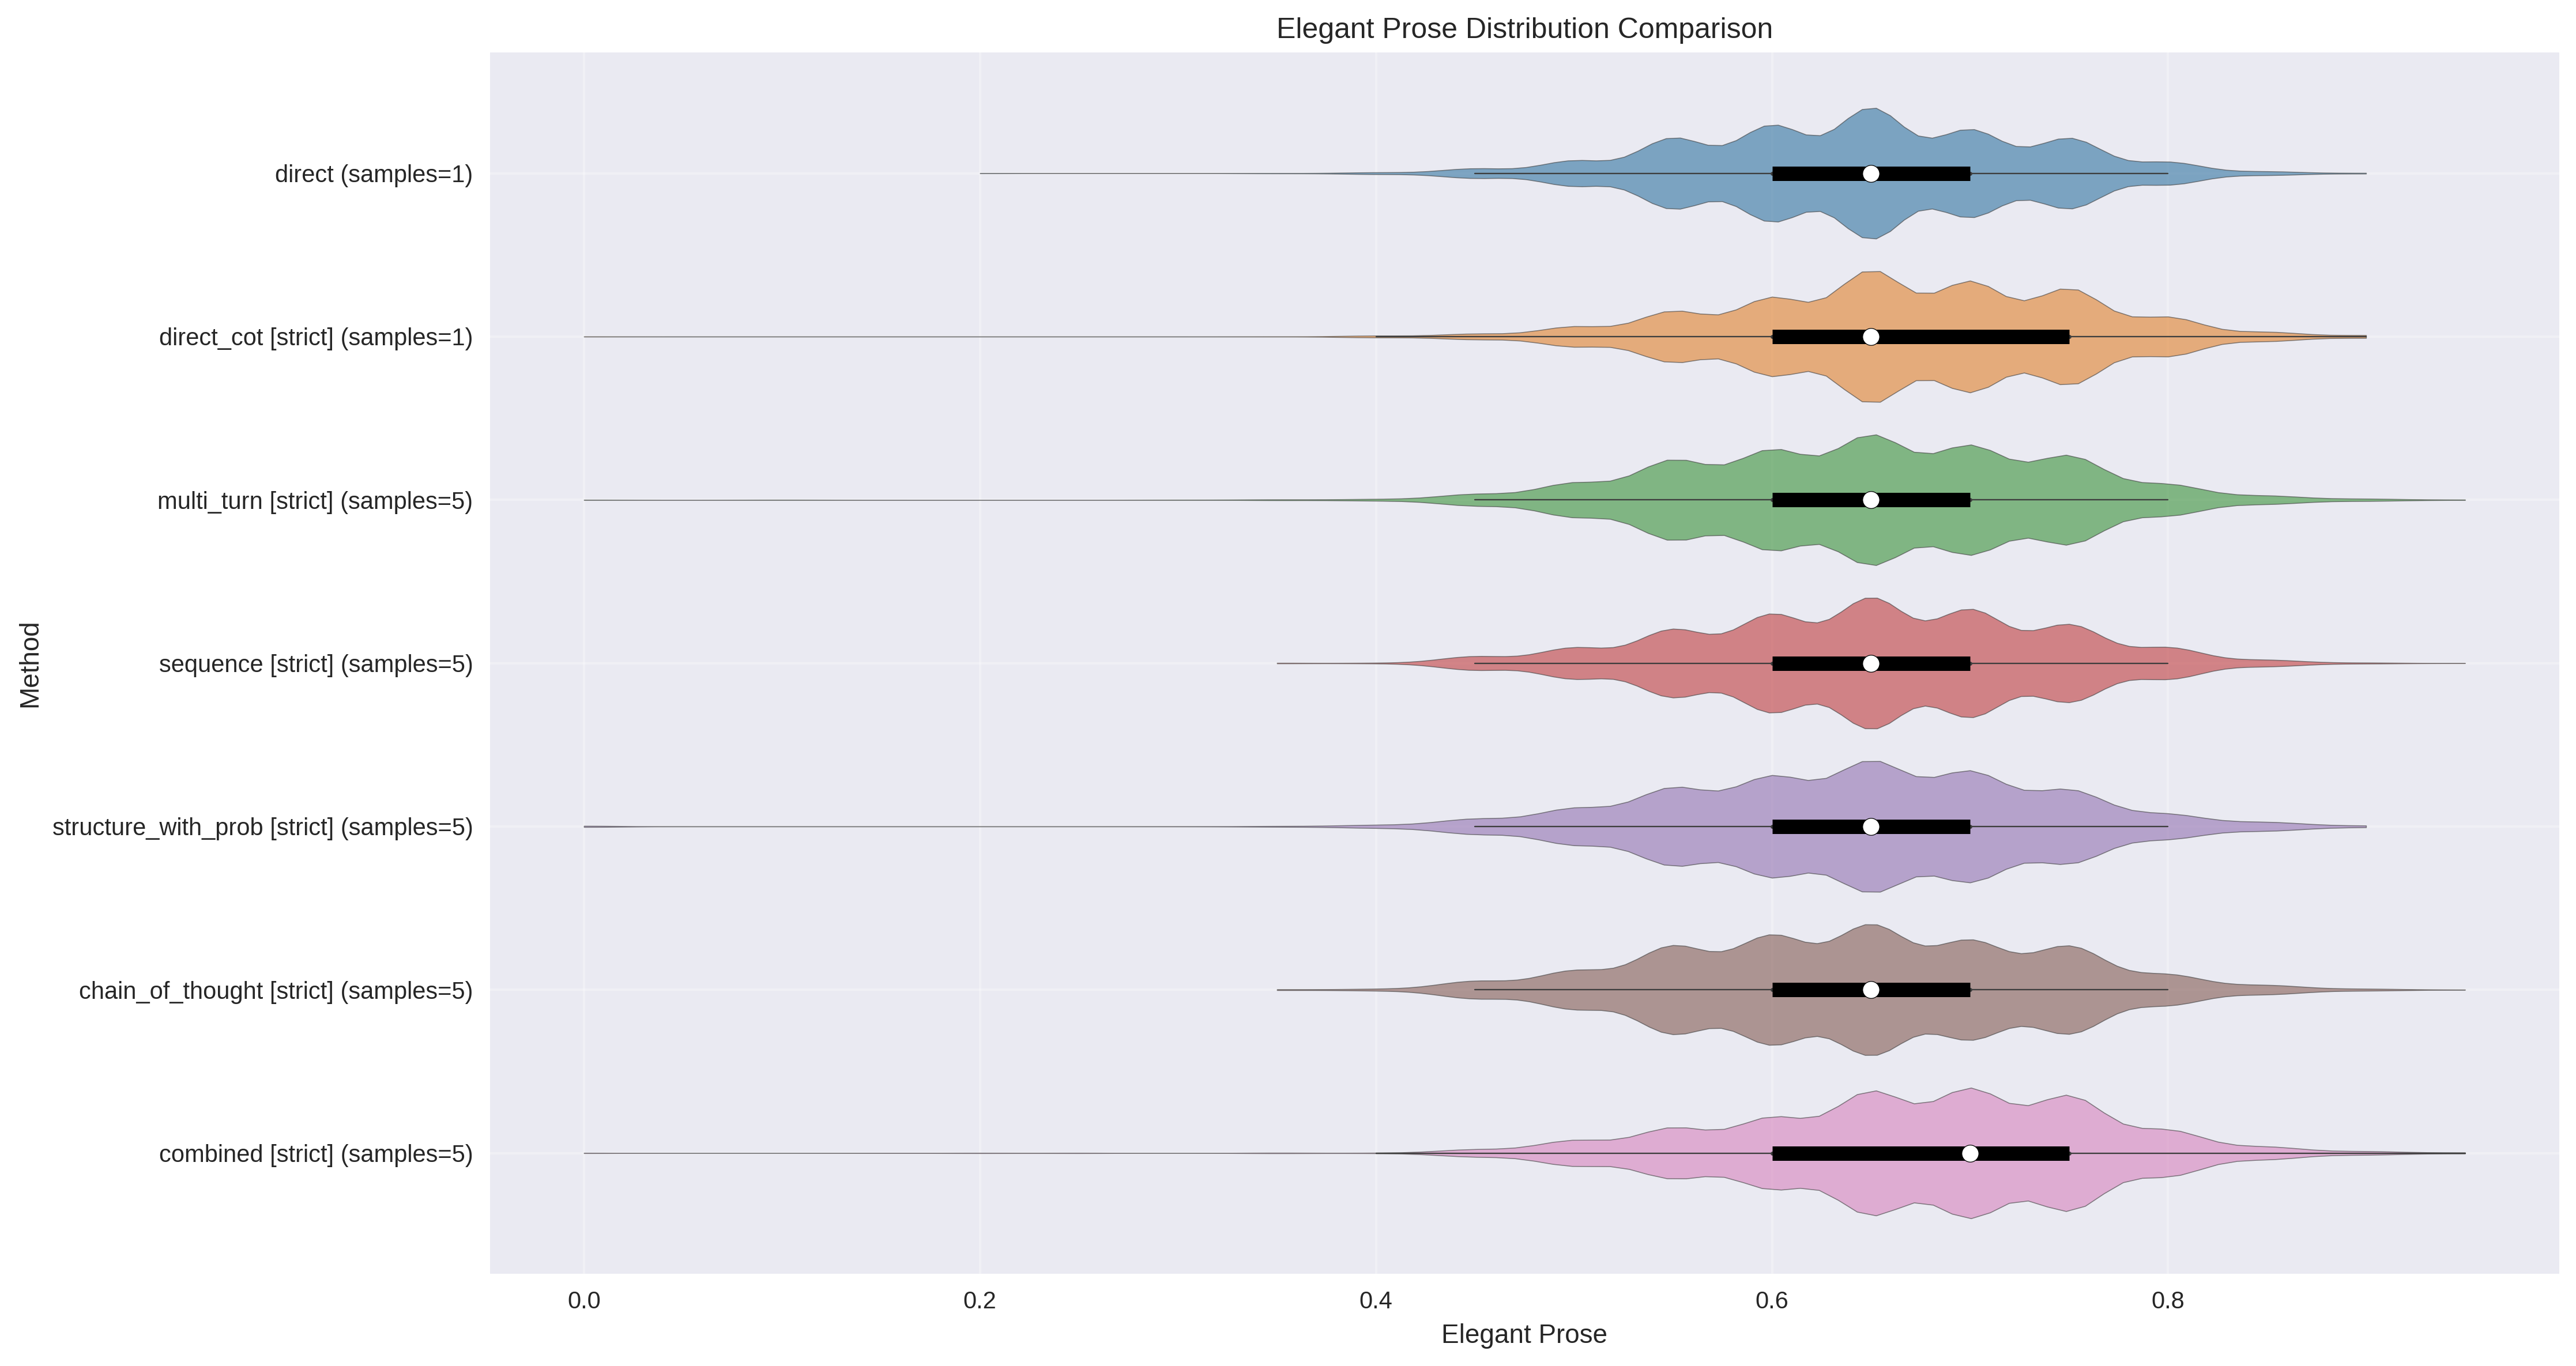 Elegant Prose Distribution Comparison
Method
direct (samples=1)
direct_cot [strict] (samples=1)
multi_turn [strict] (samples=5)
sequence [strict] (samples=5)
structure_with_prob [strict] (samples=5)
chain_of_thought [strict] (samples=5)
combined [strict] (samples=5)
0.0 0.2 0.4 0.6 0.8
Elegant Prose